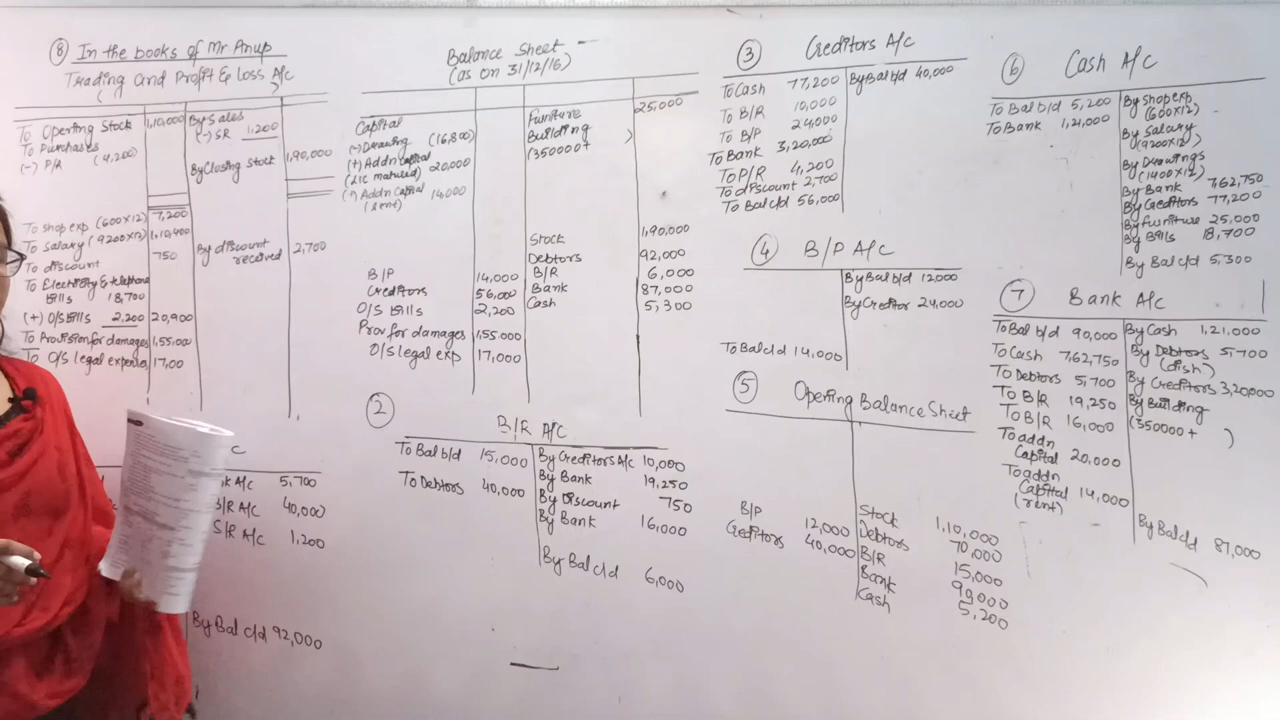 ⑧ In the books of Mr Anup
Trading and Profit & Loss A/c
To Opening Stock 1,10,000 By Sales
(-) SR 1,200
To Purchases
(-) P/R (4,200)
By Closing Stock 1,90,000
To shop exp (600x12) 7,200
To Salary (9200x12) 1,10,400
To discount 750
By discount received 2,700
To Electricity & telephone
bills 18,700
(+) O/S bills 2,200 20,900
To Provision for damages 1,55,000
To O/S legal expenses 17,00
Balance Sheet
(as on 31/12/16)
Capital
(-) Drawing (16,800)
(+) Addn Capital
(LIC matured) 20,000
(+) Addn Capital 14,000
(rent)
B/P 14,000
Creditors 56,000
O/S Bills 2,200
Prov for damages 1,55,000
O/S legal exp 17,000
Furniture 25,000
Building )
(350000+
Stock 1,90,000
Debtors 92,000
B/R 6,000
Bank 87,000
Cash 5,300
C
nk A/c 5,700
B/R A/c 40,000
S/R A/c 1,200
By Bal c/d 92,000
②
B/R A/C
To Bal b/d 15,000 By Creditors A/c 10,000
To Debtors 40,000 By Bank 19,250
By Discount 750
By Bank 16,000
By Bal c/d 6,000
③ Creditors A/c
To Cash 77,200 By Bal b/d 40,000
To B/R 10,000
To B/P 24,000
To Bank 3,20,000
To P/R 4,200
To discount 2,700
To Bal c/d 56,000
④ B/P A/c
By Bal b/d 12,000
By Creditor 24,000
To Bal c/d 14,000
⑤ Opening Balance Sheet
B/P 12,000
Creditors 40,000
Stock 1,10,000
Debtors 70,000
B/R 15,000
Bank 90,000
Cash 5,200
⑥ Cash A/c
To Bal b/d 5,200 By Shop exp
(600x12)
To Bank 1,21,000
By Salary
(9200x12)
By Drawings
(1400x12)
By Bank 7,62,750
By Creditors 77,200
By Furniture 25,000
By Bills 18,700
By Bal c/d 5,300
⑦ Bank A/c
To Bal b/d 90,000 By Cash 1,21,000
To Cash 7,62,750 By Debtors 5,700
(dish)
To Debtors 5,700 By Creditors 3,20,000
To B/R 19,250 By Building
To B/R 16,000 (350000+ )
To addn
Capital 20,000
To addn
Capital 14,000
(rent)
By Bal c/d 87,000